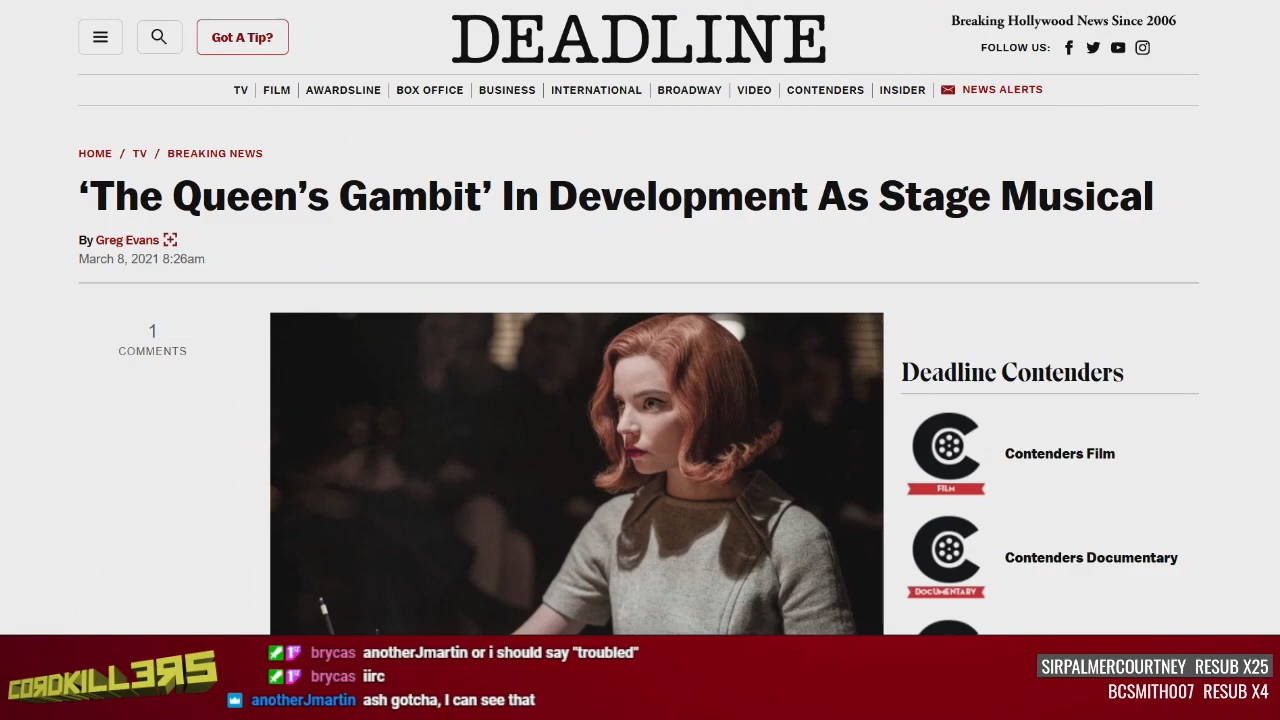 Got A Tip?
DEADLINE
Breaking Hollywood News Since 2006
FOLLOW US:
TV FILM AWARDSLINE BOX OFFICE BUSINESS INTERNATIONAL BROADWAY VIDEO CONTENDERS INSIDER NEWS ALERTS
HOME / TV / BREAKING NEWS
‘The Queen’s Gambit’ In Development As Stage Musical
By Greg Evans
March 8, 2021 8:26am
1
COMMENTS
Deadline Contenders
FILM
Contenders Film
DOCUMENTARY
Contenders Documentary
CORDKILLERS
brycas anotherJmartin or i should say "troubled"
brycas iirc
anotherJmartin ash gotcha, I can see that
SIRPALMERCOURTNEY RESUB X25
BCSMITH007 RESUB X4